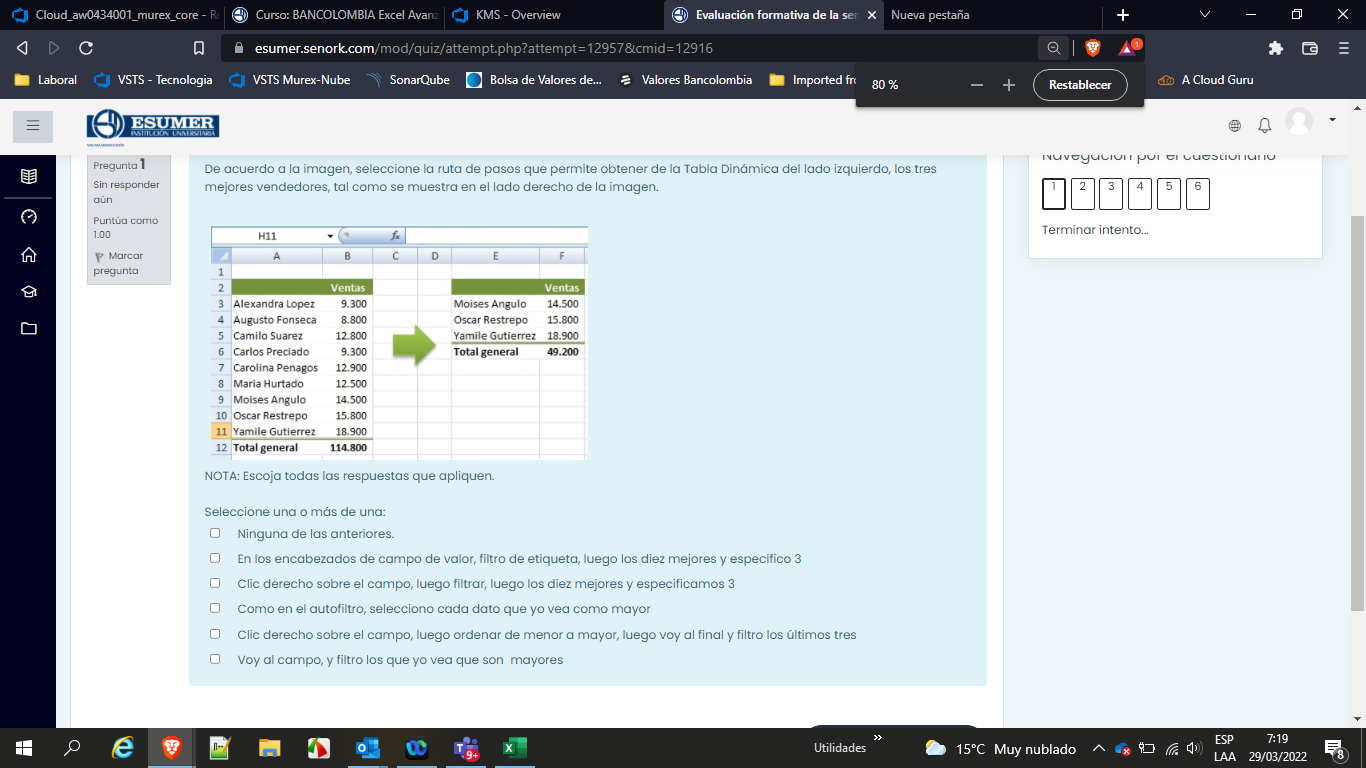 Cloud_aw0434001_murex_core - Re
Curso: BANCOLOMBIA Excel Avanz
KMS - Overview
Evaluación formativa de la sem
Nueva pestaña
esumer.senork.com/mod/quiz/attempt.php?attempt=12957&cmid=12916
1
Laboral
VSTS - Tecnologia
VSTS Murex-Nube
SonarQube
Bolsa de Valores de...
Valores Bancolombia
Imported fro
A Cloud Guru
80 %
Restablecer
ESUMER
INSTITUCIÓN UNIVERSITARIA
Pregunta 1
Sin responder
aún
Puntúa como
1.00
Marcar
pregunta
De acuerdo a la imagen, seleccione la ruta de pasos que permite obtener de la Tabla Dinámica del lado izquierdo, los tres
mejores vendedores, tal como se muestra en el lado derecho de la imagen.
H11 fx
A B C D E F
1
2 Ventas Ventas
3 Alexandra Lopez 9.300 Moises Angulo 14.500
4 Augusto Fonseca 8.800 Oscar Restrepo 15.800
5 Camilo Suarez 12.800 Yamile Gutierrez 18.900
6 Carlos Preciado 9.300 Total general 49.200
7 Carolina Penagos 12.900
8 Maria Hurtado 12.500
9 Moises Angulo 14.500
10 Oscar Restrepo 15.800
11 Yamile Gutierrez 18.900
12 Total general 114.800
NOTA: Escoja todas las respuestas que apliquen.
Seleccione una o más de una:
Ninguna de las anteriores.
En los encabezados de campo de valor, filtro de etiqueta, luego los diez mejores y especifico 3
Clic derecho sobre el campo, luego filtrar, luego los diez mejores y especificamos 3
Como en el autofiltro, selecciono cada dato que yo vea como mayor
Clic derecho sobre el campo, luego ordenar de menor a mayor, luego voy al final y filtro los últimos tres
Voy al campo, y filtro los que yo vea que son mayores
Navegación por el cuestionario
1 2 3 4 5 6
Terminar intento...
9+
Utilidades
15°C Muy nublado
ESP
LAA
7:19
29/03/2022
8